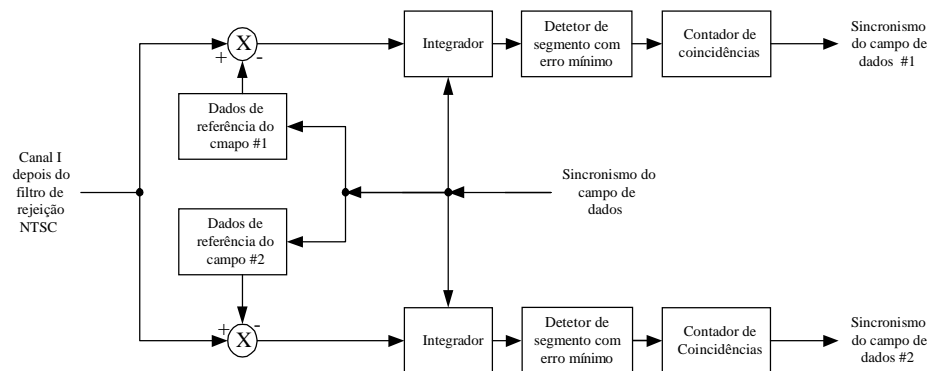 X
+
-
Integrador
Detetor de
segmento com
erro mínimo
Contador de
coincidências
Sincronismo
do campo de
dados #1
Dados de
referência do
cmapo #1
Canal I
depois do
filtro de
rejeição
NTSC
Sincronismo do
campo de
dados
Dados de
referência do
campo #2
+
-
X
Integrador
Detetor de
segmento com
erro mínimo
Contador de
Coincidências
Sincronismo
do campo de
dados #2